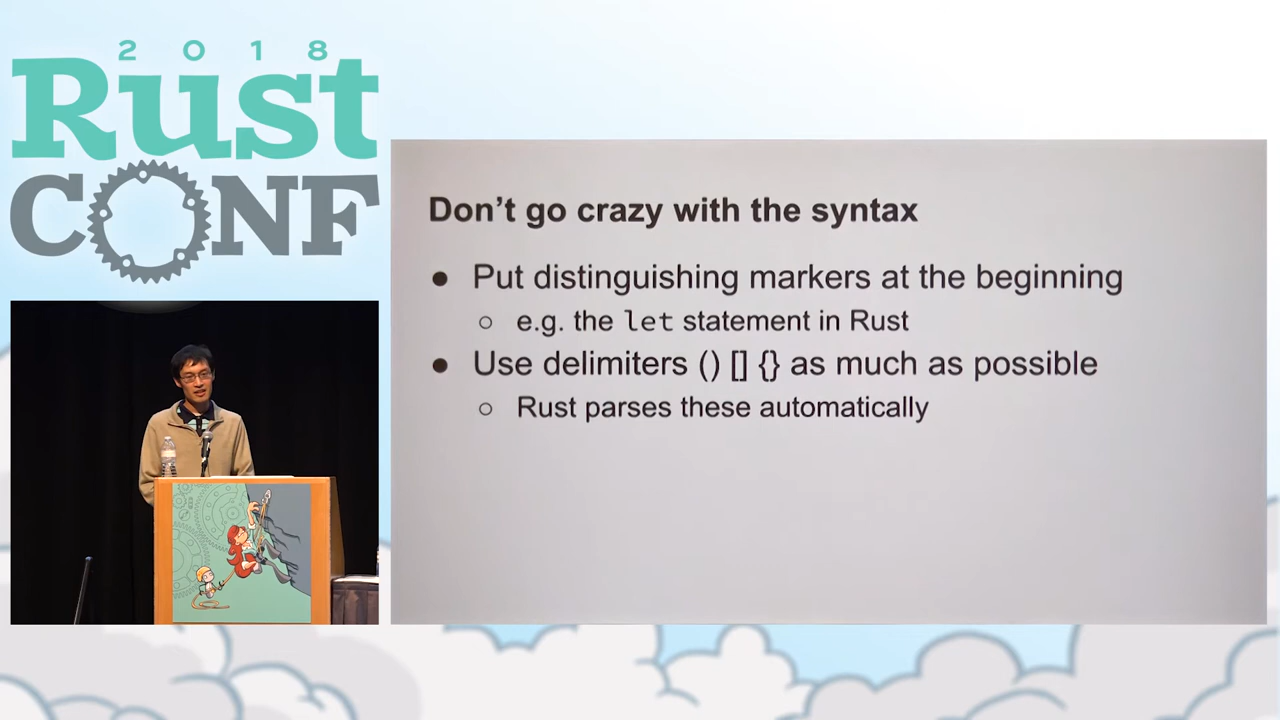 2018
Rust
CONF
Don’t go crazy with the syntax
● Put distinguishing markers at the beginning
○ e.g. the let statement in Rust
● Use delimiters () [] {} as much as possible
○ Rust parses these automatically